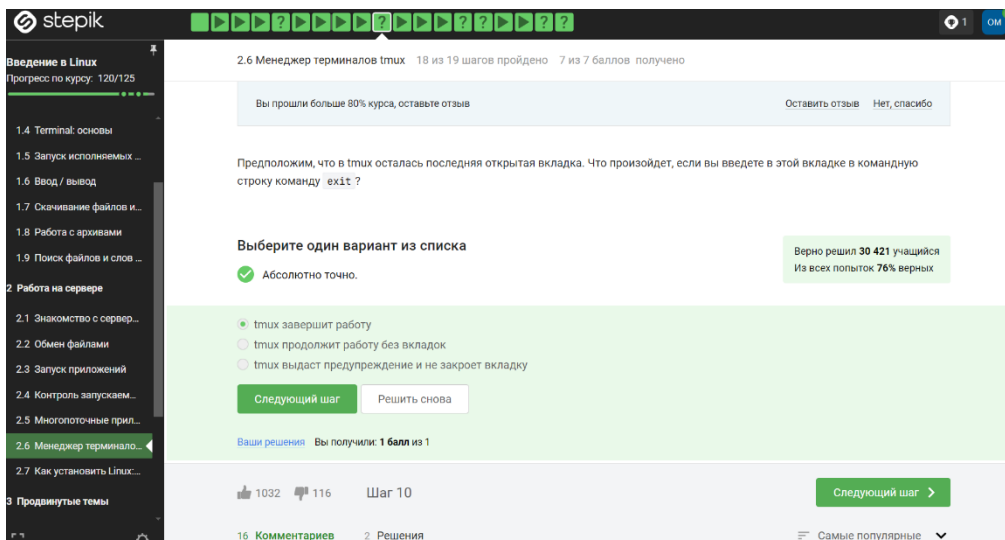 stepik
1
ОМ
Введение в Linux
Прогресс по курсу: 120/125
2.6 Менеджер терминалов tmux 18 из 19 шагов пройдено 7 из 7 баллов получено
Вы прошли больше 80% курса, оставьте отзыв Оставить отзыв Нет, спасибо
1.4 Terminal: основы
1.5 Запуск исполняемых ...
1.6 Ввод / вывод
1.7 Скачивание файлов и...
1.8 Работа с архивами
1.9 Поиск файлов и слов ...
2 Работа на сервере
2.1 Знакомство с сервер...
2.2 Обмен файлами
2.3 Запуск приложений
2.4 Контроль запускаем...
2.5 Многопоточные прил...
2.6 Менеджер терминало...
2.7 Как установить Linux:...
3 Продвинутые темы
Предположим, что в tmux осталась последняя открытая вкладка. Что произойдет, если вы введете в этой вкладке в командную
строку команду exit ?
Выберите один вариант из списка
Абсолютно точно.
Верно решил 30 421 учащийся
Из всех попыток 76% верных
tmux завершит работу
tmux продолжит работу без вкладок
tmux выдаст предупреждение и не закроет вкладку
Следующий шаг Решить снова
Ваши решения Вы получили: 1 балл из 1
1032 116 Шаг 10 Следующий шаг
16 Комментариев 2 Решения Самые популярные